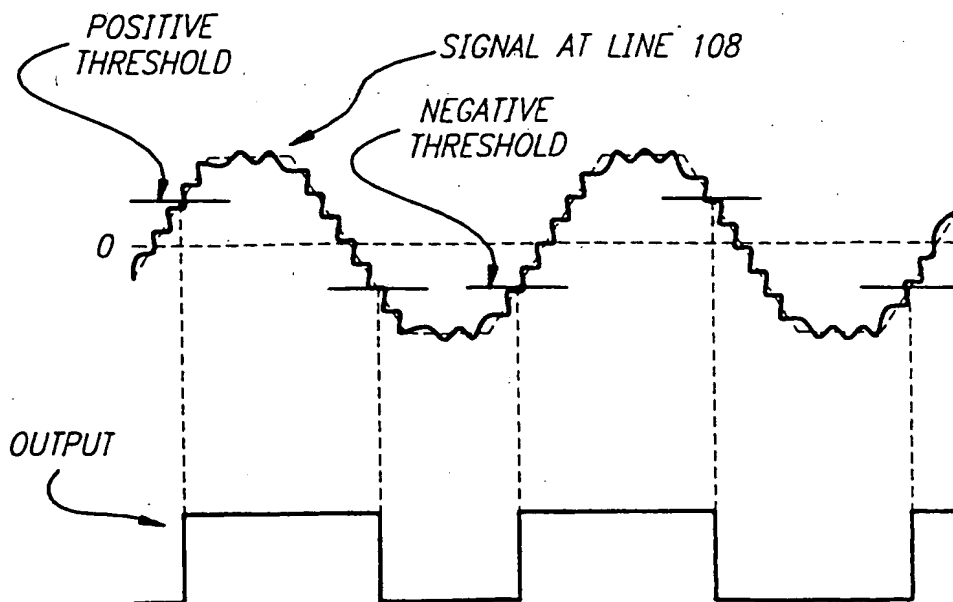 POSITIVE
THRESHOLD
SIGNAL AT LINE 108
NEGATIVE
THRESHOLD
0
OUTPUT